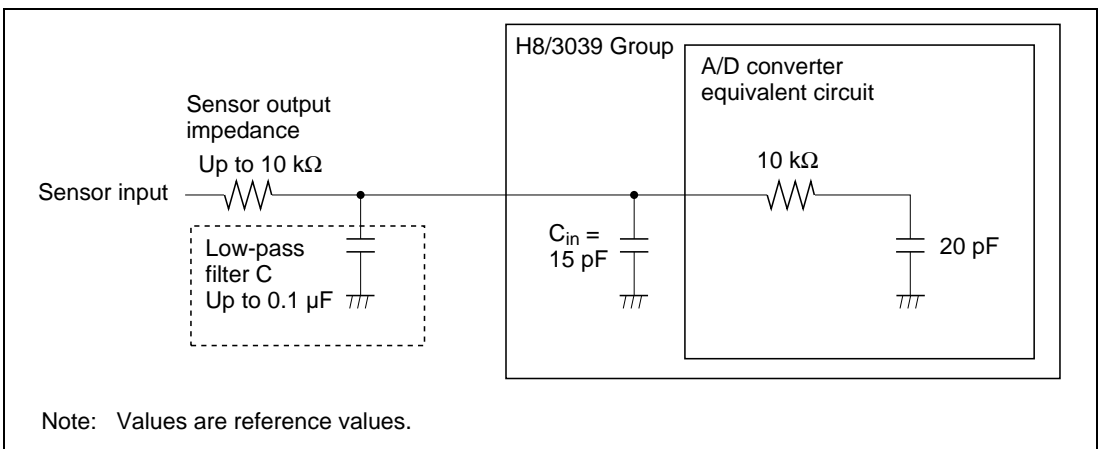 H8/3039 Group
A/D converter
equivalent circuit
Sensor output
impedance
Up to 10 kΩ
10 kΩ
Sensor input
Low-pass
filter C
Up to 0.1 µF
Cin =
15 pF
20 pF
Note: Values are reference values.